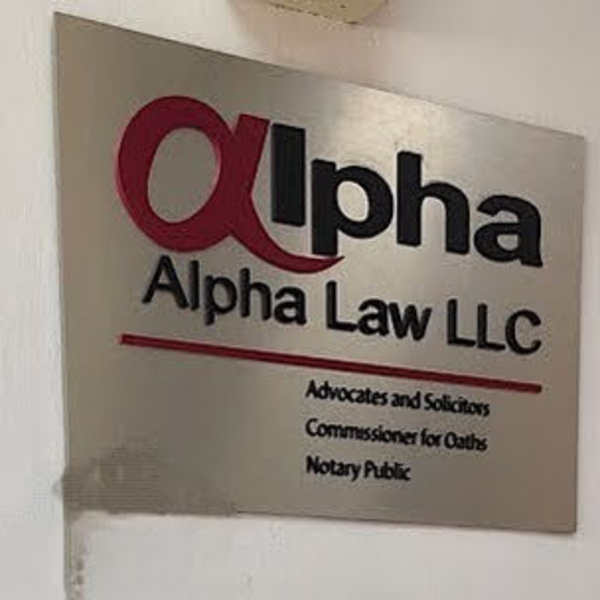 αlpha
Alpha Law LLC
Advocates and Solicitors
Commissioner for Oaths
Notary Public